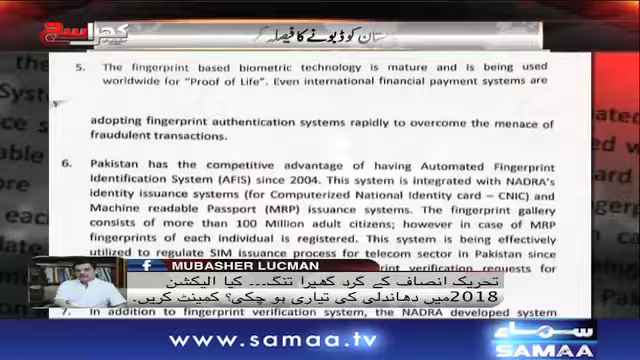 کھرا سچ
ستان کو ڈبونے کا فیصلہ کر
5. The fingerprint based biometric technology is mature and is being used
worldwide for “Proof of Life”. Even international financial payment systems are
adopting fingerprint authentication systems rapidly to overcome the menace of
fraudulent transactions.
6. Pakistan has the competitive advantage of having Automated Fingerprint
Identification System (AFIS) since 2004. This system is integrated with NADRA’s
identity issuance systems (for Computerized National Identity card – CNIC) and
Machine readable Passport (MRP) issuance systems. The fingerprint gallery
consists of more than 100 Million adult citizens; however in case of MRP
fingerprints of each individual is registered. This system is being effectively
utilized to regulate SIM issuance process for telecom sector in Pakistan since
print verification requests for
f MUBASHER LUCMAN
تحریک انصاف کے گرد گھیرا تنگ.... کیا الیکشن
2018میں دھاندلی کی تیاری ہو چکی؟ کمینٹ کریں.
7. In addition to fingerprint verification system, the NADRA developed system
www.samaa.tv
سماء
SAMAA